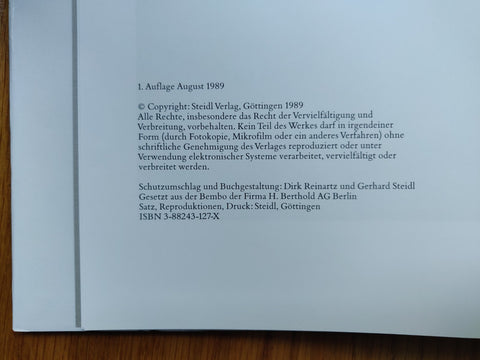 1. Auflage August 1989
© Copyright: Steidl Verlag, Göttingen 1989
Alle Rechte, insbesondere das Recht der Vervielfältigung und
Verbreitung, vorbehalten. Kein Teil des Werkes darf in irgendeiner
Form (durch Fotokopie, Mikrofilm oder ein anderes Verfahren) ohne
schriftliche Genehmigung des Verlages reproduziert oder unter
Verwendung elektronischer Systeme verarbeitet, vervielfältigt oder
verbreitet werden.
Schutzumschlag und Buchgestaltung: Dirk Reinartz und Gerhard Steidl
Gesetzt aus der Bembo der Firma H. Berthold AG Berlin
Satz, Reproduktionen, Druck: Steidl, Göttingen
ISBN 3-88243-127-X